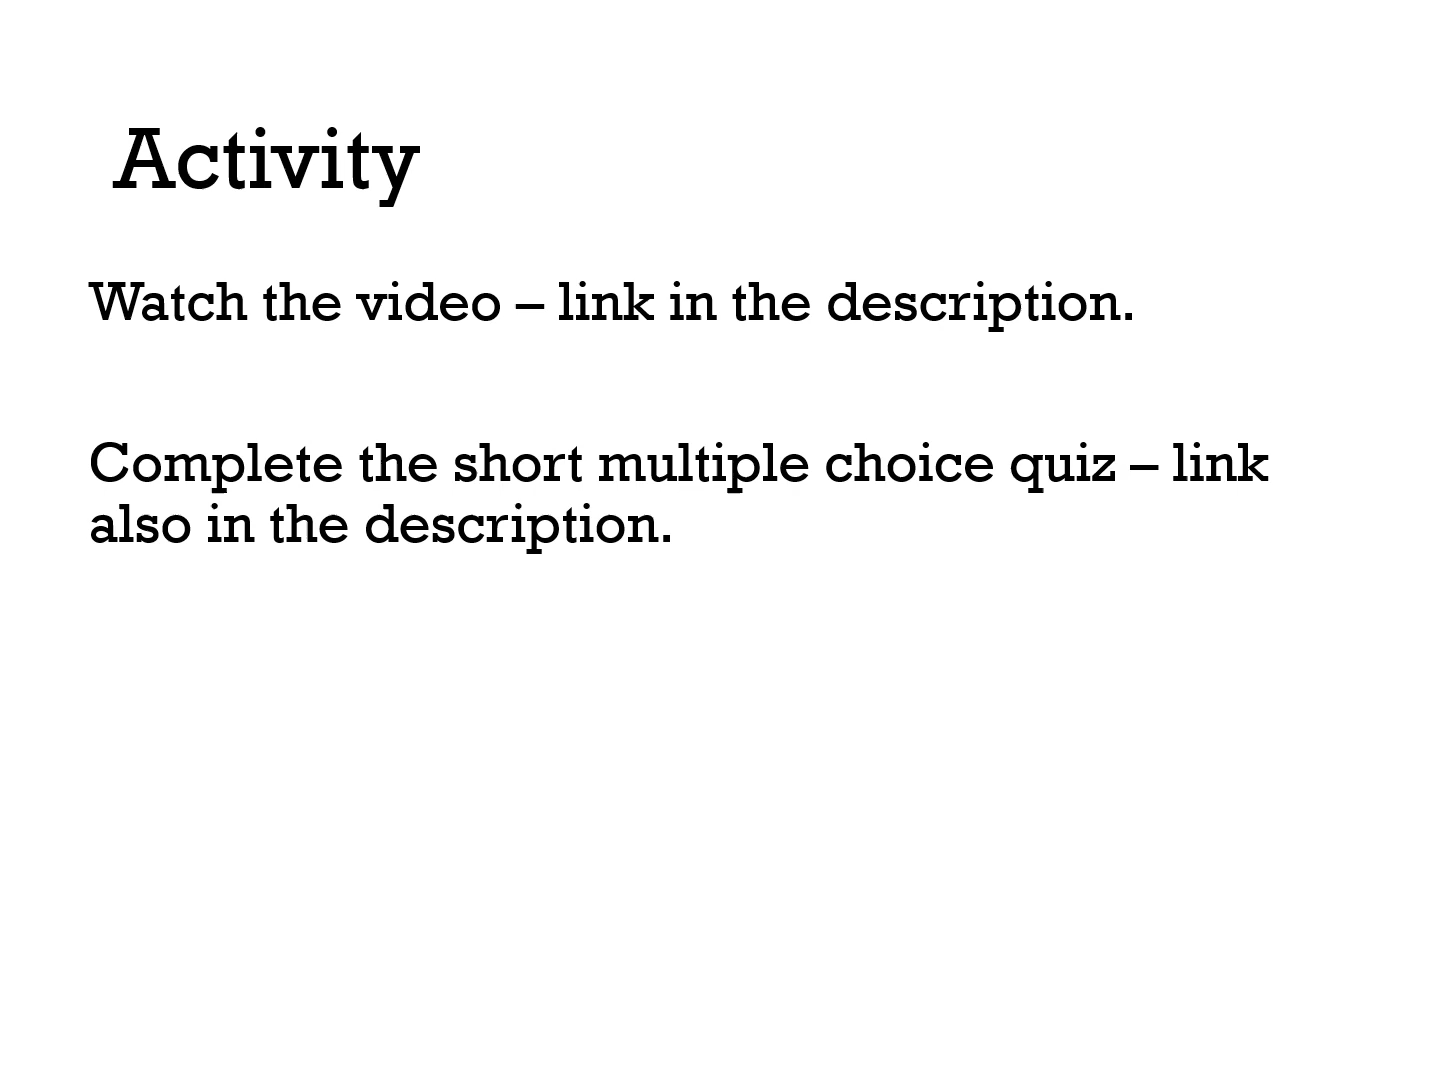 Activity
Watch the video – link in the description.
Complete the short multiple choice quiz – link
also in the description.